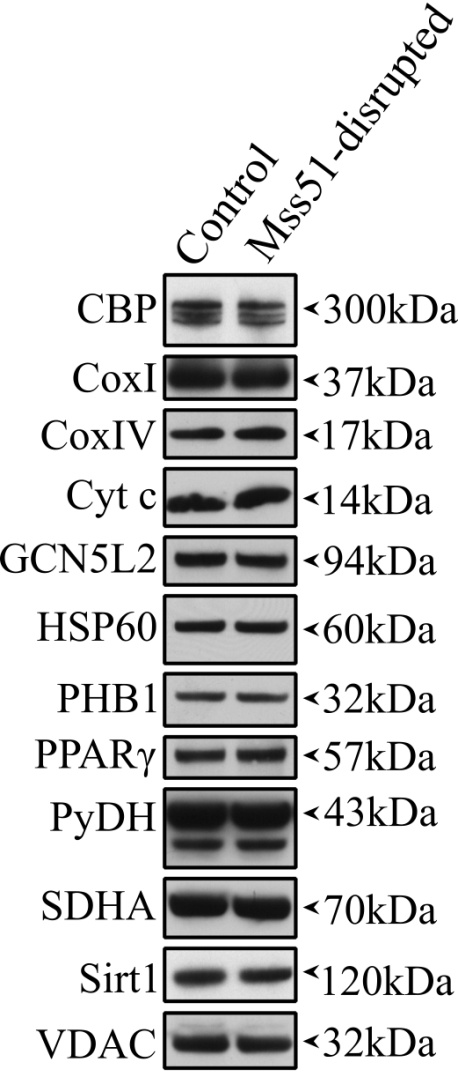 Control
Mss51-disrupted
CBP 300kDa
CoxI 37kDa
CoxIV 17kDa
Cyt c 14kDa
GCN5L2 94kDa
HSP60 60kDa
PHB1 32kDa
PPARγ 57kDa
PyDH 43kDa
SDHA 70kDa
Sirt1 120kDa
VDAC 32kDa